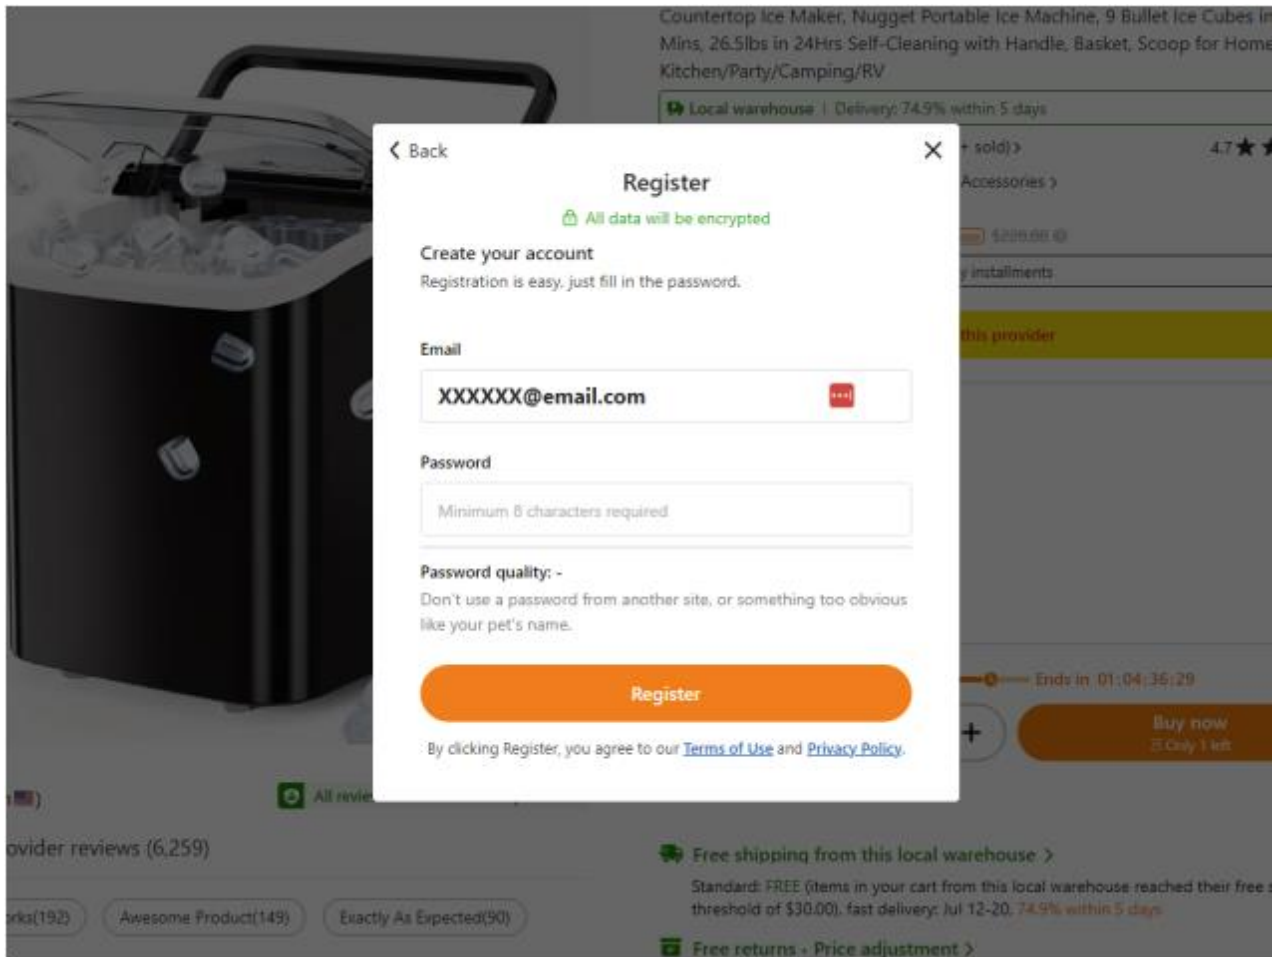 Countertop Ice Maker, Nugget Portable Ice Machine, 9 Bullet Ice Cubes in
Mins, 26.5lbs in 24Hrs Self-Cleaning with Handle, Basket, Scoop for Home
Kitchen/Party/Camping/RV
Local warehouse | Delivery: 74.9% within 5 days
sold)
4.7
Accessories
installments
this provider
Back
Register
All data will be encrypted
Create your account
Registration is easy, just fill in the password.
Email
XXXXXX@email.com
Password
Minimum 8 characters required
Password quality: -
Don't use a password from another site, or something too obvious
like your pet's name.
Register
By clicking Register, you agree to our Terms of Use and Privacy Policy.
Ends in 01:04:36:29
+
Buy now
Only 1 left
All
ovider reviews (6,259)
orks(192)
Awesome Product(149)
Exactly As Expected(90)
Free shipping from this local warehouse >
Standard: FREE (items in your cart from this local warehouse reached their free s
threshold of $30.00), fast delivery: Jul 12-20, 74.9% within 5 days
Free returns · Price adjustment >